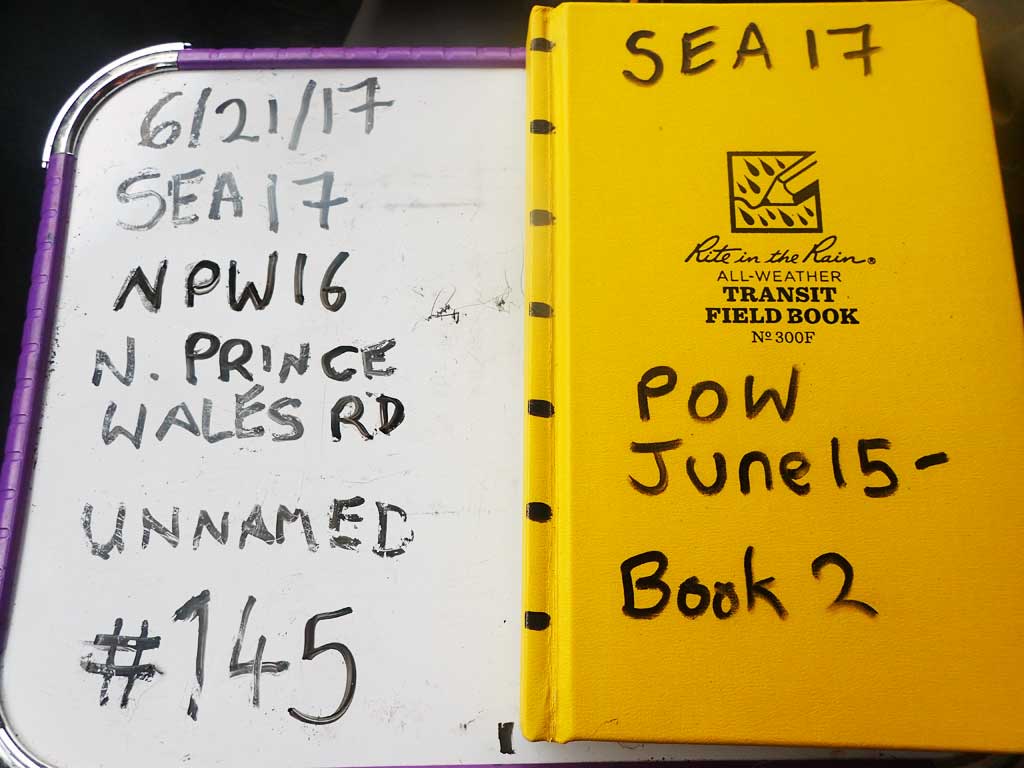 6/21/17
SEA17
NPW16
N. PRINCE
WALES RD
UNNAMED
#145
SEA 17
Rite in the Rain®
ALL-WEATHER
TRANSIT
FIELD BOOK
Nº 300F
POW
June 15-
Book 2